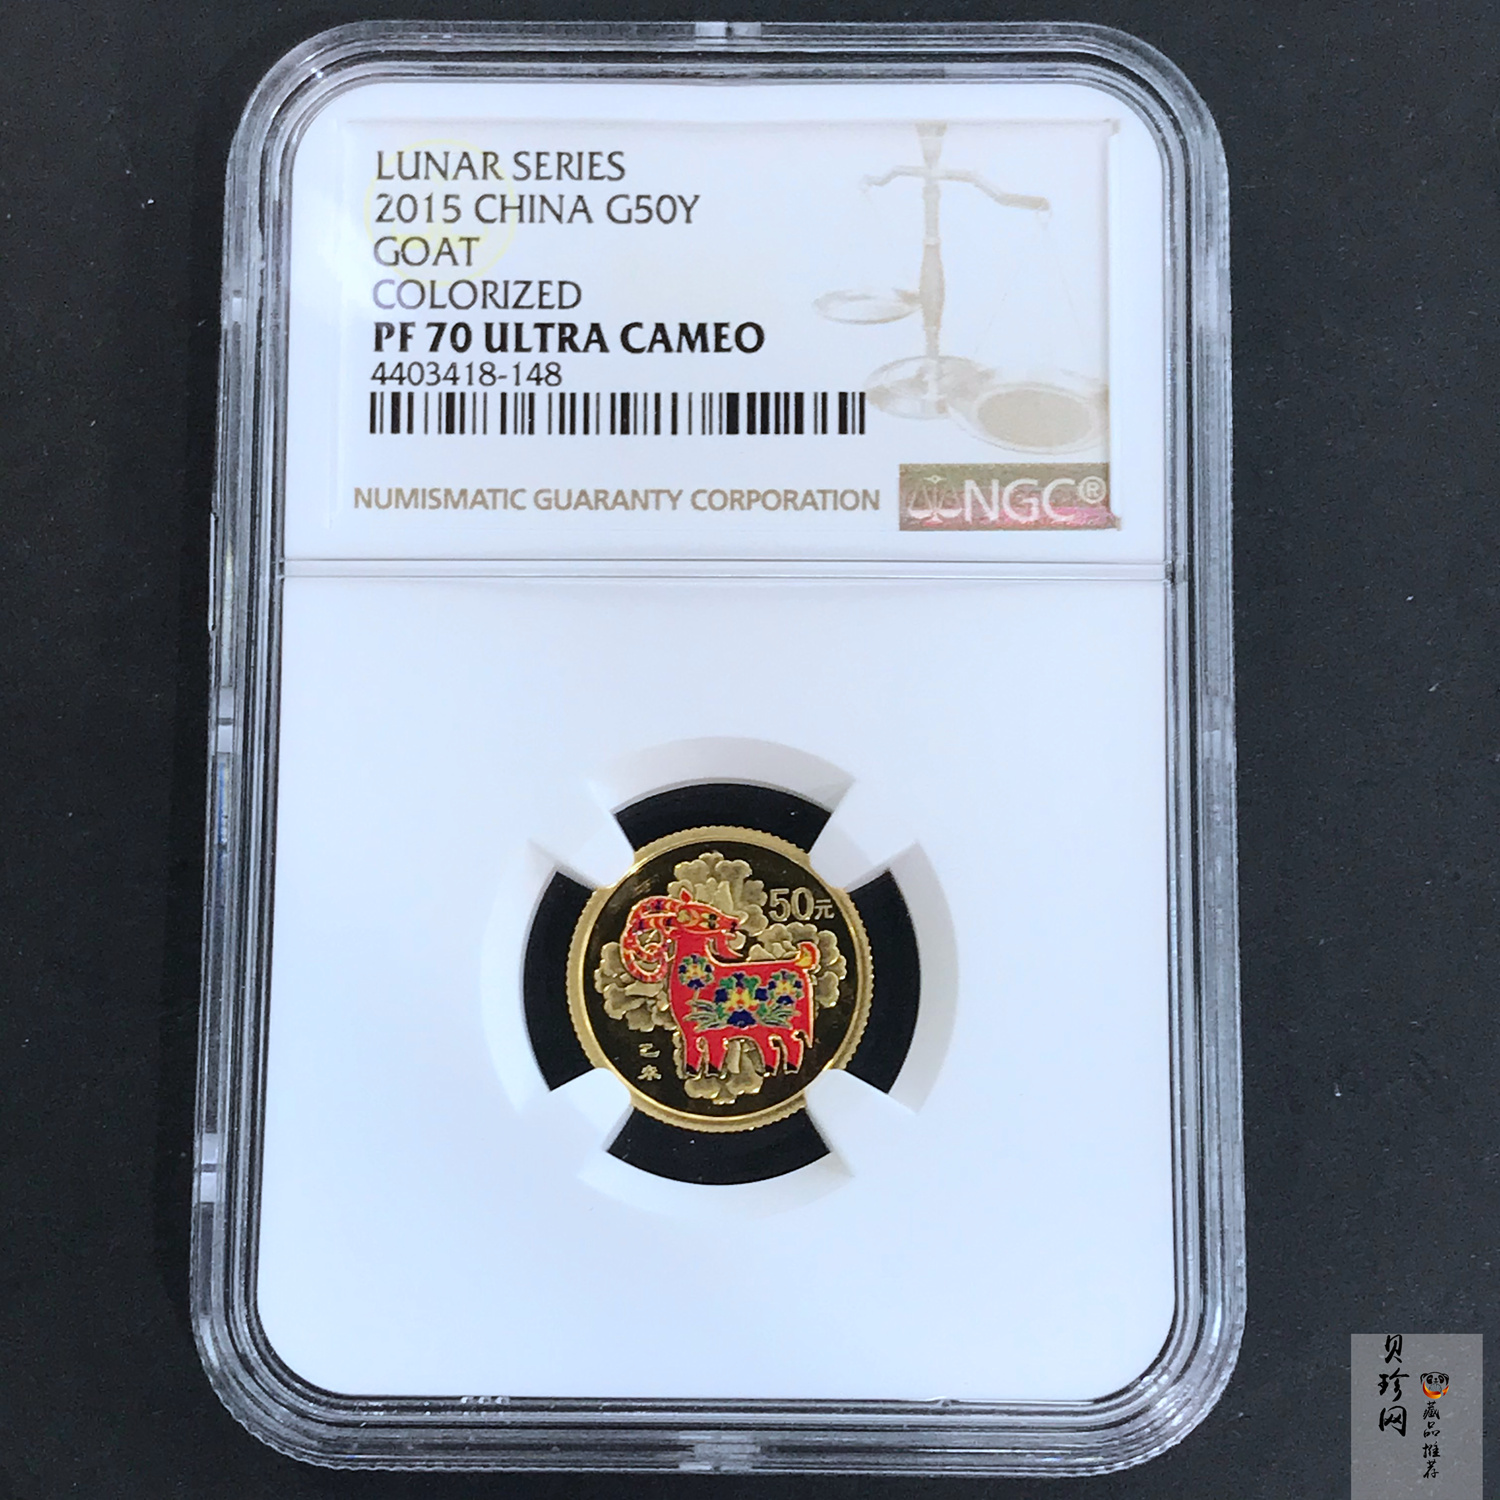 LUNAR SERIES
2015 CHINA G50Y
GOAT
COLORIZED
PF 70 ULTRA CAMEO
4403418-148
NUMISMATIC GUARANTY CORPORATION
NGC®
50元
乙
未
贝珍网
藏品推荐